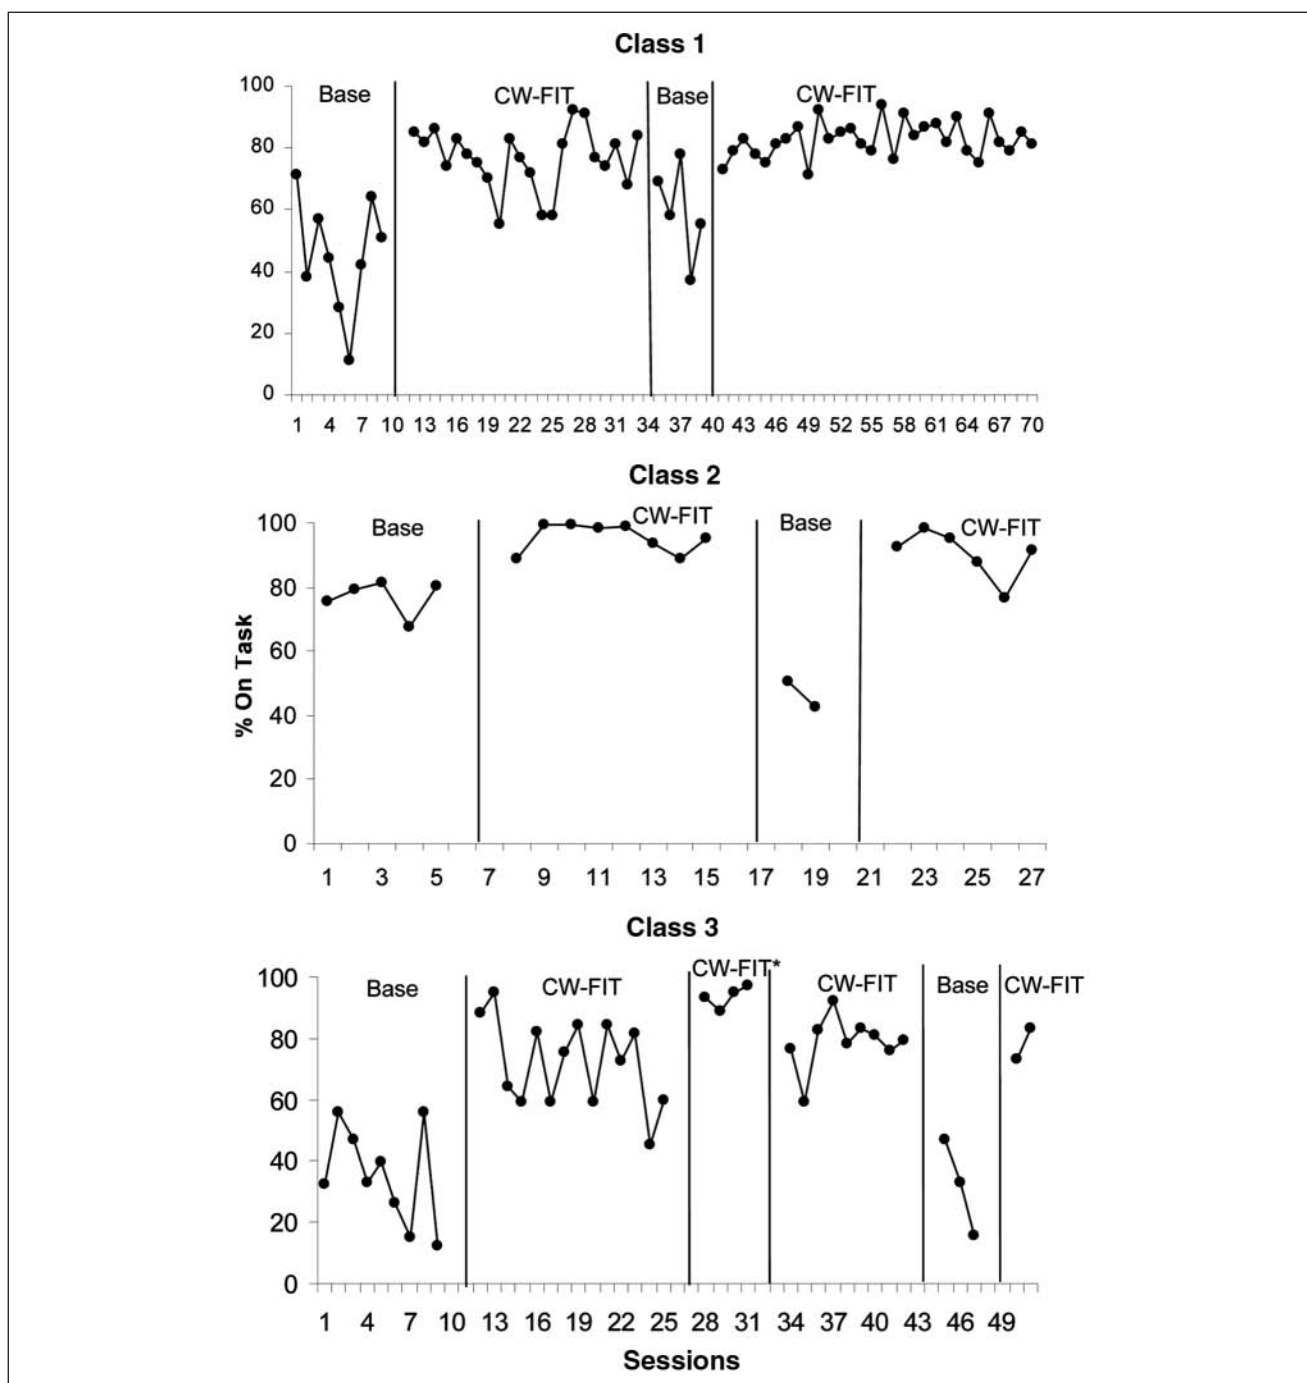 Class 1
Base CW-FIT Base CW-FIT
100
80
60
40
20
0
1 4 7 10 13 16 19 22 25 28 31 34 37 40 43 46 49 52 55 58 61 64 67 70
Class 2
Base CW-FIT Base CW-FIT
100
80
60
40
20
0
% On Task
1 3 5 7 9 11 13 15 17 19 21 23 25 27
Class 3
Base CW-FIT CW-FIT* CW-FIT Base CW-FIT
100
80
60
40
20
0
1 4 7 10 13 16 19 22 25 28 31 34 37 40 43 46 49
Sessions